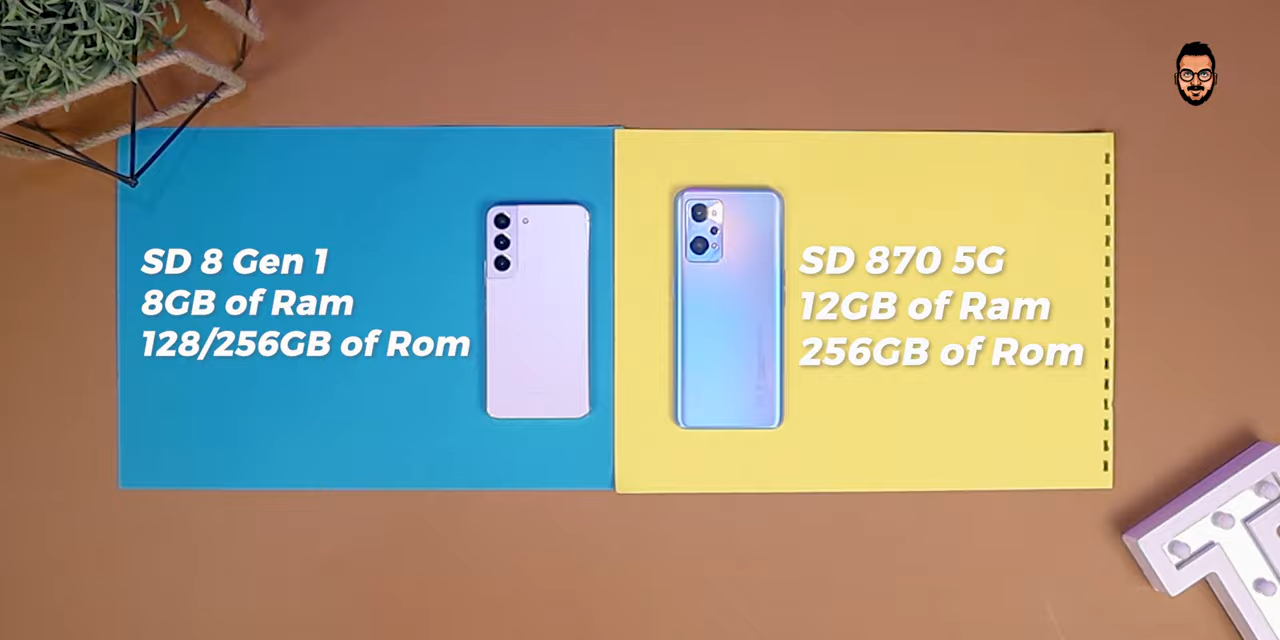 SD 8 Gen 1
8GB of Ram
128/256GB of Rom
SD 870 5G
12GB of Ram
256GB of Rom